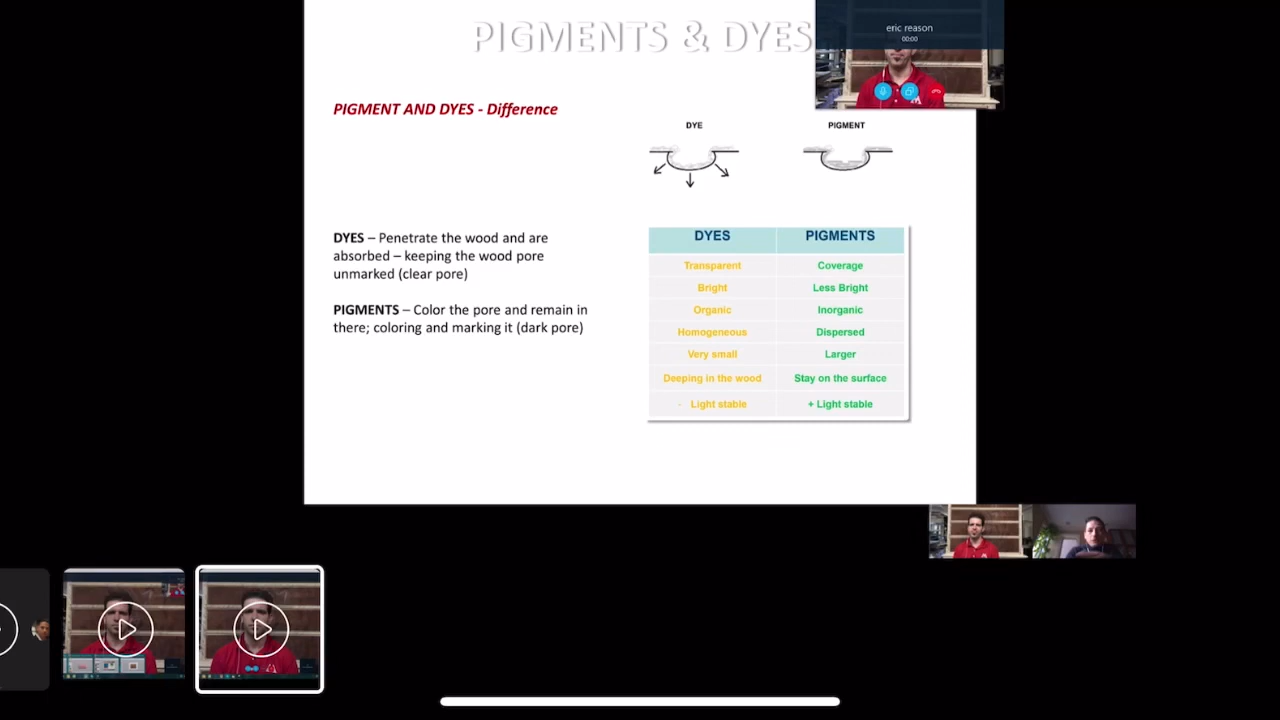 PIGMENTS & DYES
eric reason
00:00
PIGMENT AND DYES - Difference
DYE
PIGMENT
DYES – Penetrate the wood and are
absorbed – keeping the wood pore
unmarked (clear pore)
PIGMENTS – Color the pore and remain in
there; coloring and marking it (dark pore)
DYES PIGMENTS
Transparent Coverage
Bright Less Bright
Organic Inorganic
Homogeneous Dispersed
Very small Larger
Deeping in the wood Stay on the surface
- Light stable + Light stable